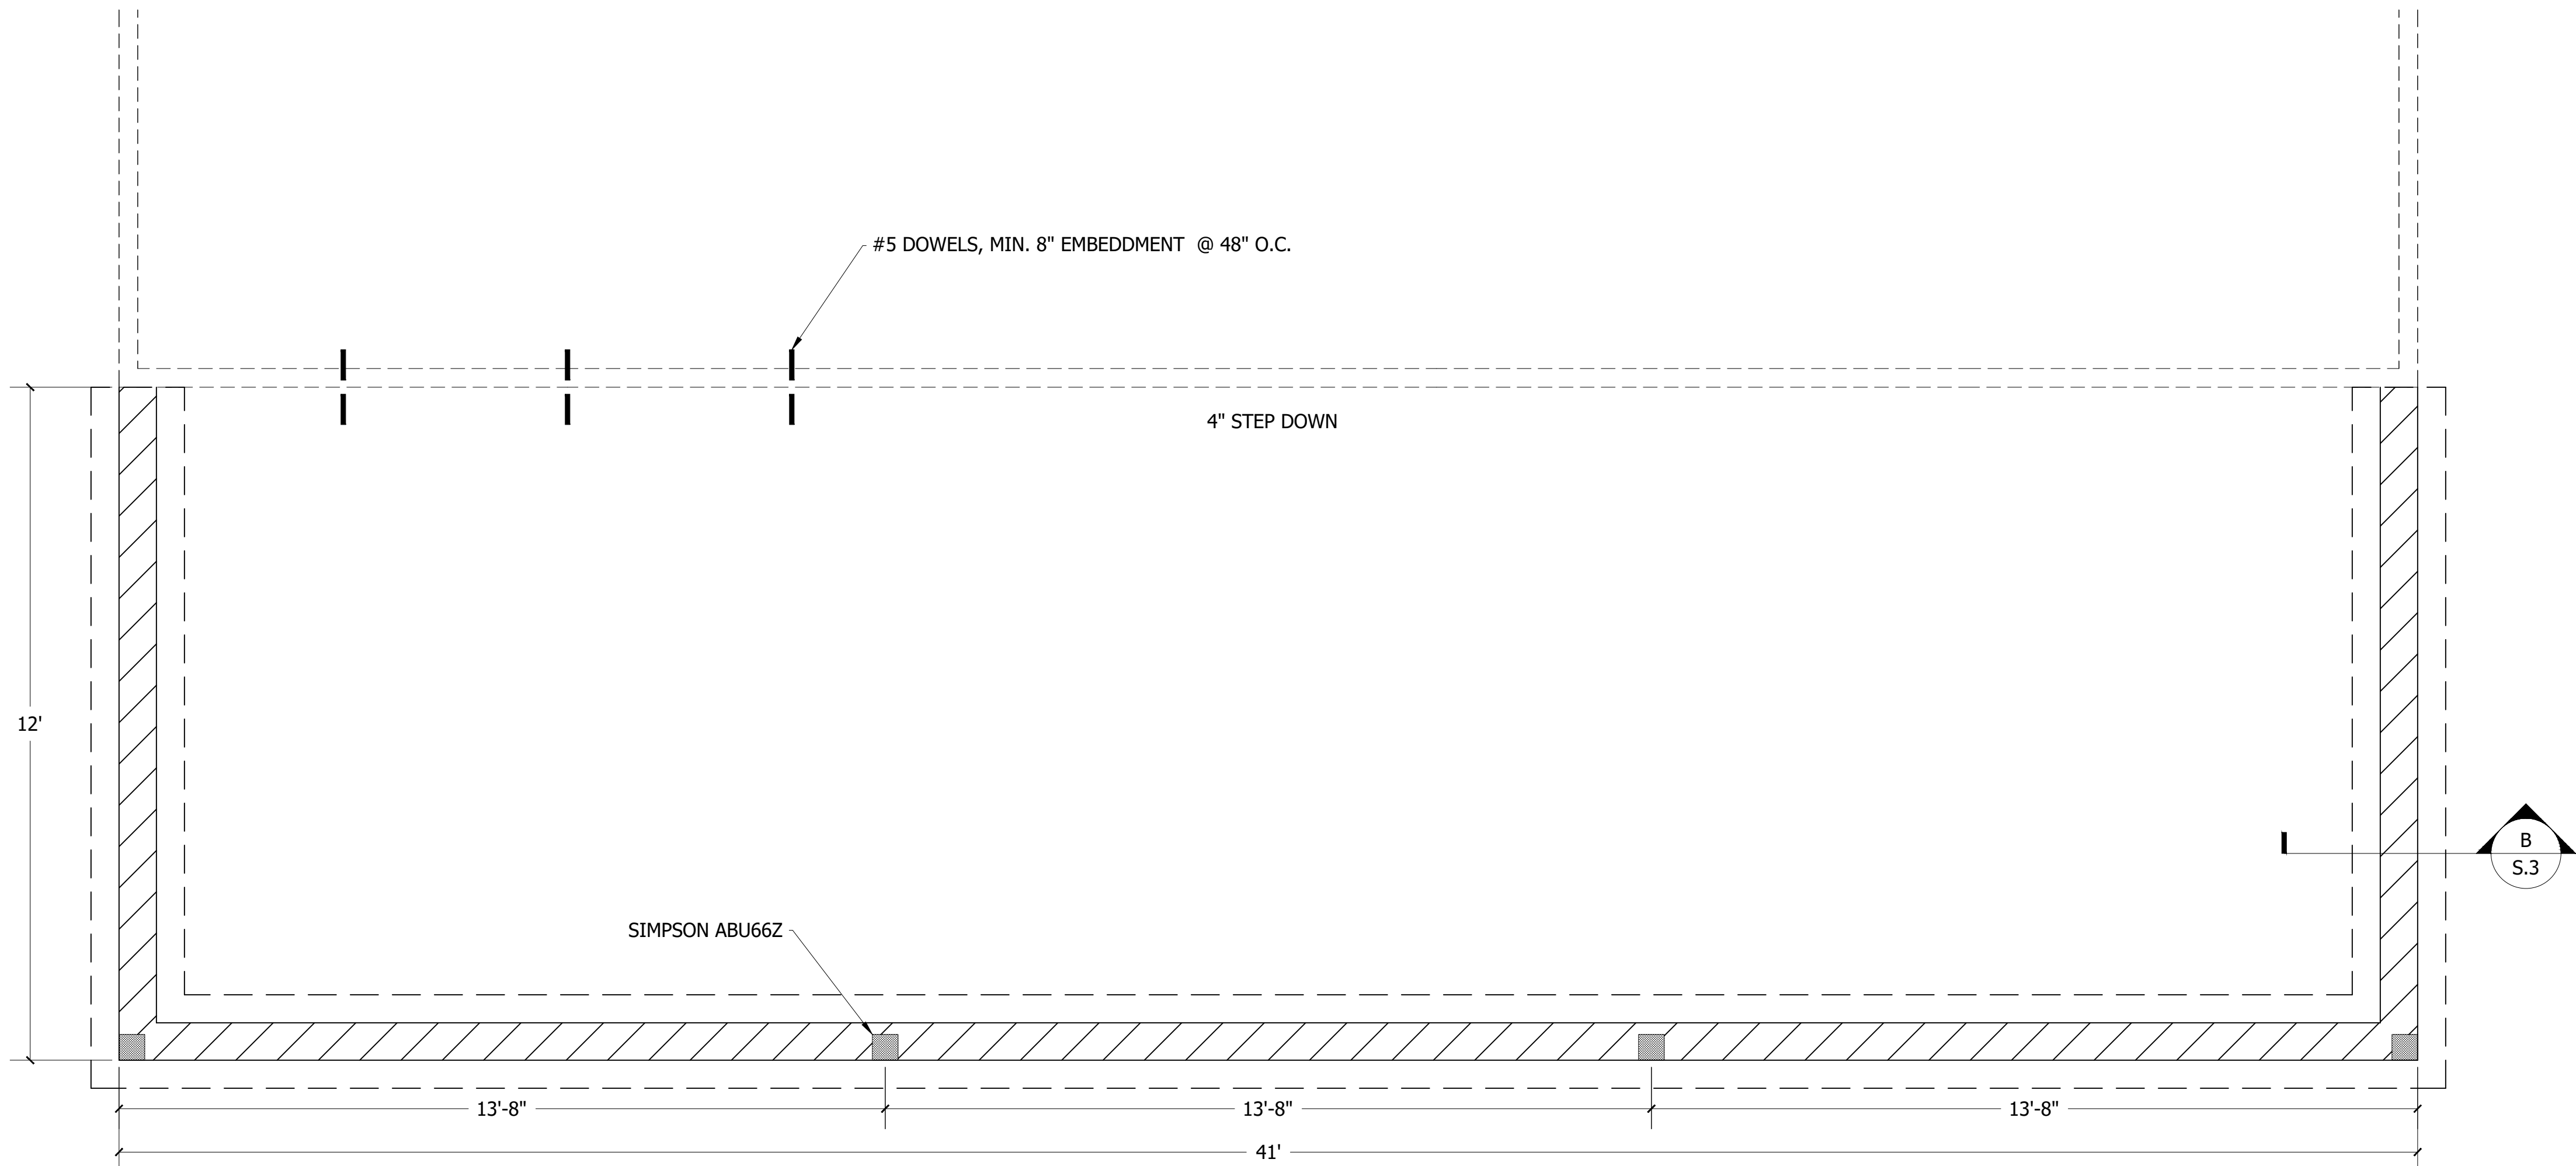 #5 DOWELS, MIN. 8" EMBEDDMENT @ 48" O.C.
4" STEP DOWN
12'
B
S.3
SIMPSON ABU66Z
13'-8"
13'-8"
13'-8"
41'